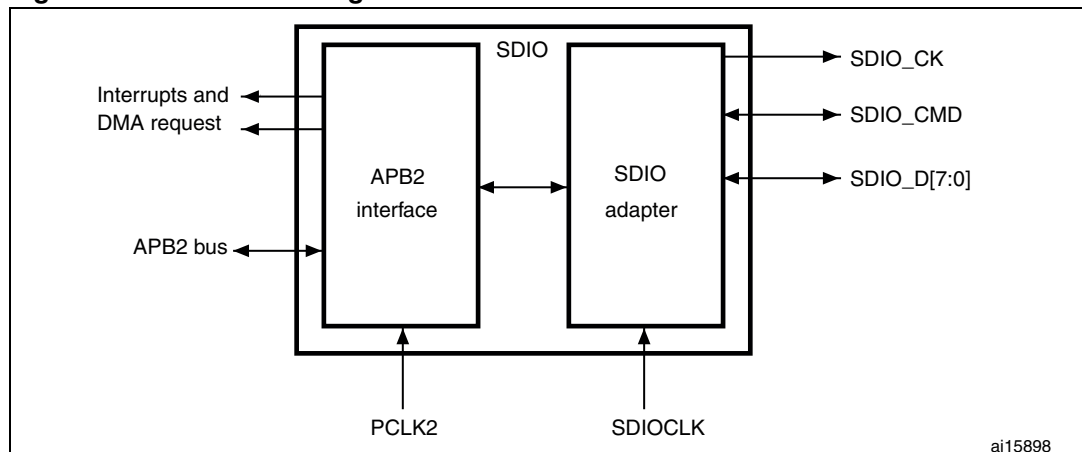 SDIO
Interrupts and
DMA request
APB2
interface
SDIO
adapter
APB2 bus
SDIO_CK
SDIO_CMD
SDIO_D[7:0]
PCLK2
SDIOCLK
ai15898